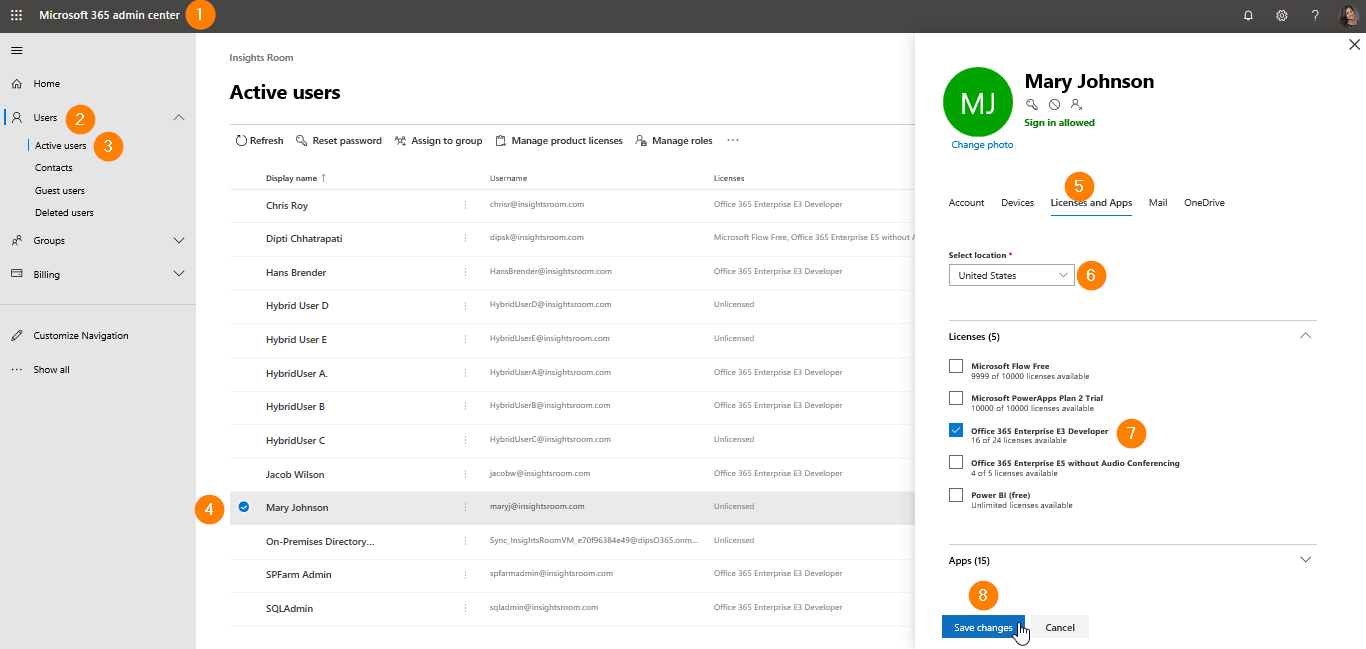 Microsoft 365 admin center 1
Home
Users 2
Active users 3
Contacts
Guest users
Deleted users
Groups
Billing
Customize Navigation
Show all
Insights Room
Active users
Refresh Reset password Assign to group Manage product licenses Manage roles ...
Display name ↑ Username Licenses
Chris Roy chrisr@insightsroom.com Office 365 Enterprise E3 Developer
Dipti Chhatrapati dipsk@insightsroom.com Microsoft Flow Free, Office 365 Enterprise E5 without A
Hans Brender HansBrender@insightsroom.com Office 365 Enterprise E3 Developer
Hybrid User D HybridUserD@insightsroom.com Unlicensed
Hybrid User E HybridUserE@insightsroom.com Unlicensed
HybridUser A. HybridUserA@insightsroom.com Office 365 Enterprise E3 Developer
HybridUser B HybridUserB@insightsroom.com Office 365 Enterprise E3 Developer
HybridUser C HybridUserC@insightsroom.com Unlicensed
Jacob Wilson jacobw@insightsroom.com Office 365 Enterprise E3 Developer
4 Mary Johnson maryj@insightsroom.com Unlicensed
On-Premises Directory... Sync_InsightsRoomVM_e70f96384e49@dipsO365.onm... Unlicensed
SPFarm Admin spfarmadmin@insightsroom.com Office 365 Enterprise E3 Developer
SQLAdmin sqladmin@insightsroom.com Office 365 Enterprise E3 Developer
MJ
Mary Johnson
Sign in allowed
Change photo
5
Account Devices Licenses and Apps Mail OneDrive
Select location *
United States 6
Licenses (5)
Microsoft Flow Free
9999 of 10000 licenses available
Microsoft PowerApps Plan 2 Trial
10000 of 10000 licenses available
Office 365 Enterprise E3 Developer 7
16 of 24 licenses available
Office 365 Enterprise E5 without Audio Conferencing
4 of 5 licenses available
Power BI (free)
Unlimited licenses available
Apps (15)
8
Save changes Cancel